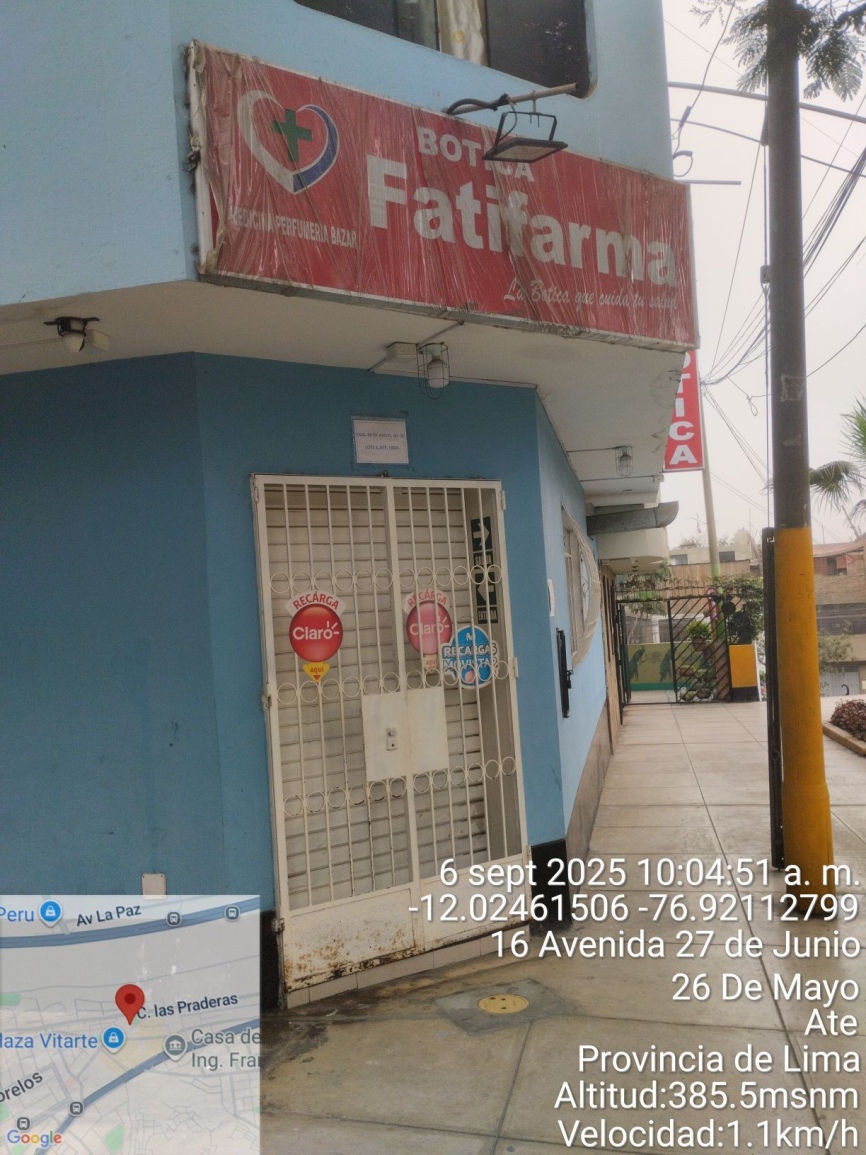 BOTICA
Fatifarma
MEDICINA PERFUMERIA BAZAR
La Botica que cuida tu salud
OTICA
RECARGA
Claro
AQUÍ
RECARGA
Claro
RECARGAS
MOVISTAR
6 sept 2025 10:04:51 a. m.
-12.02461506 -76.92112799
16 Avenida 27 de Junio
26 De Mayo
Ate
Provincia de Lima
Altitud:385.5msnm
Velocidad:1.1km/h
Peru
Av La Paz
C. las Praderas
laza Vitarte
Casa de
Ing. Fra
orelos
Google